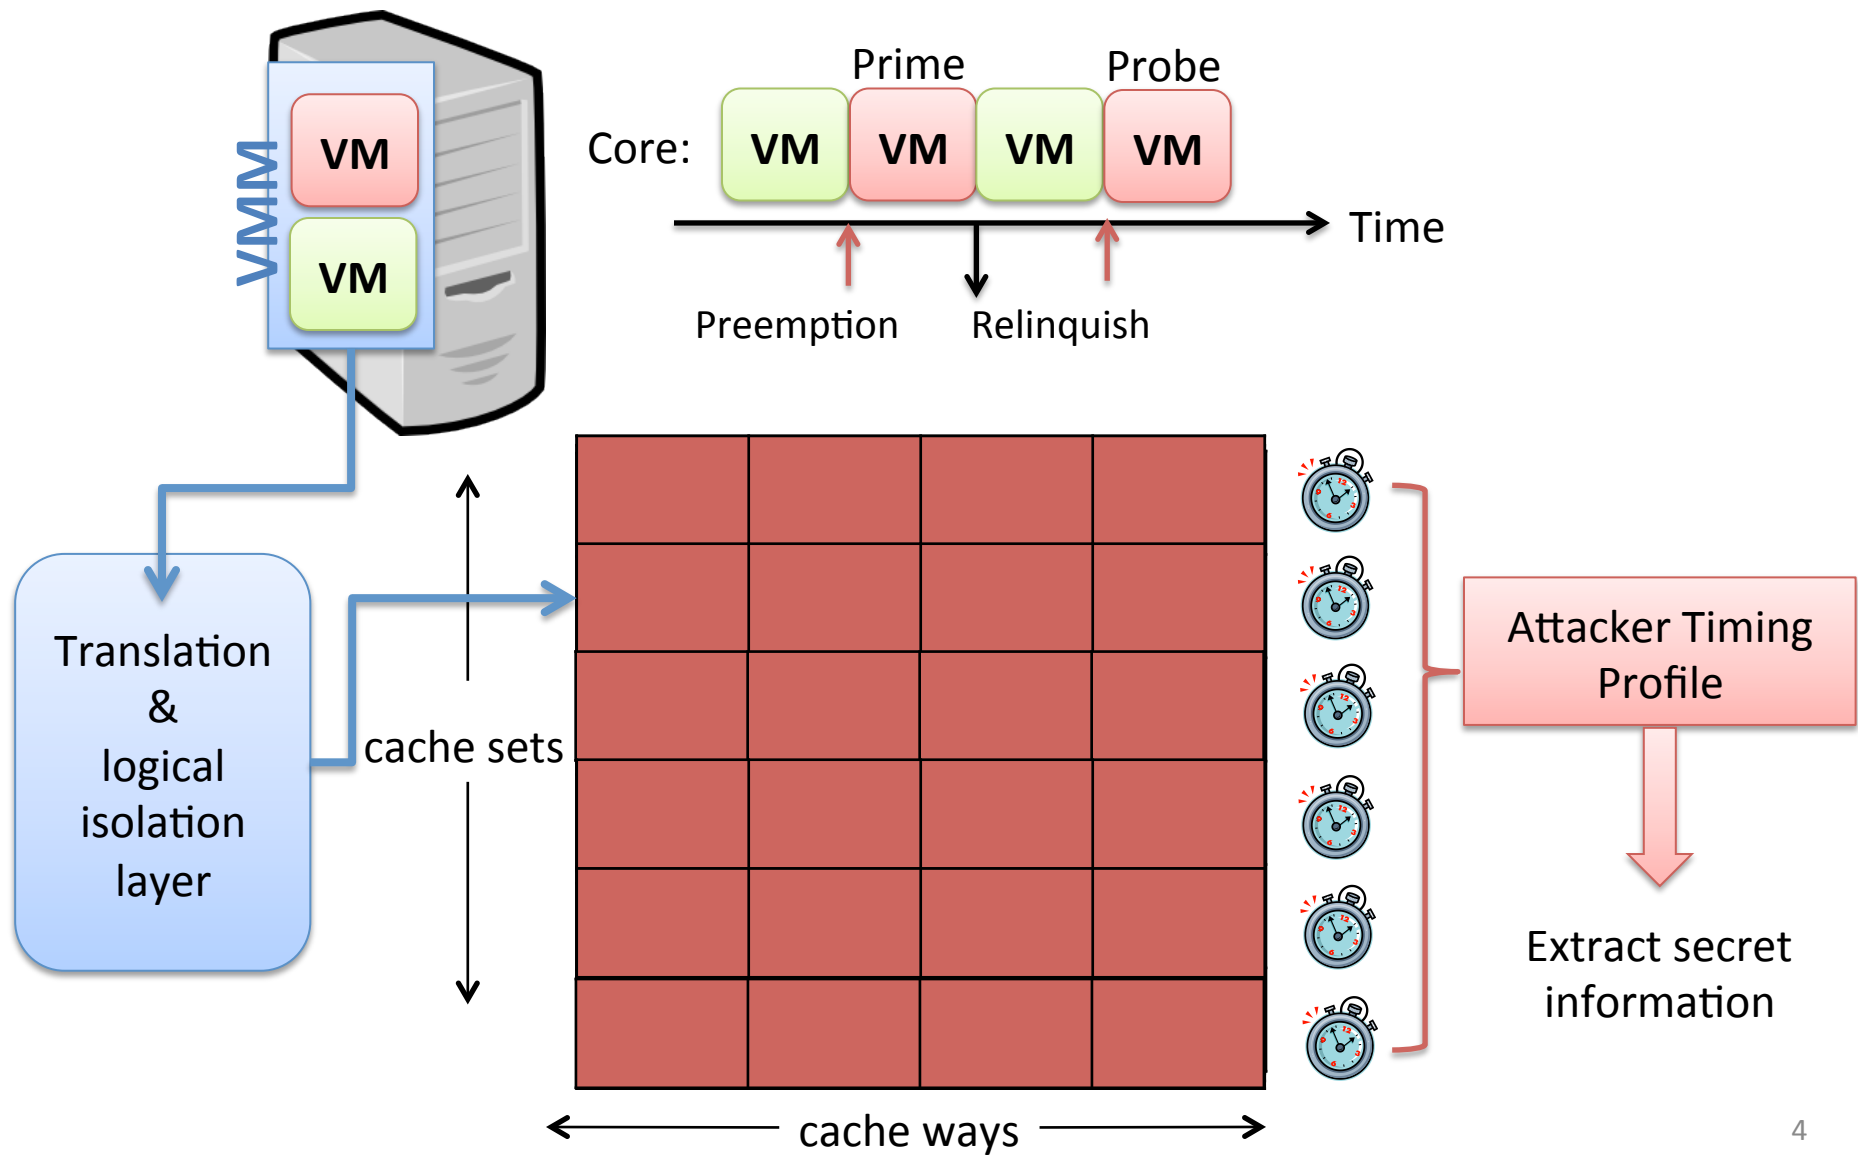 VMM
VM
VM
Prime
Probe
Core:
VM
VM
VM
VM
Time
Preemption
Relinquish
Translation
&
logical
isolation
layer
cache sets
cache ways
Attacker Timing
Profile
Extract secret
information
4